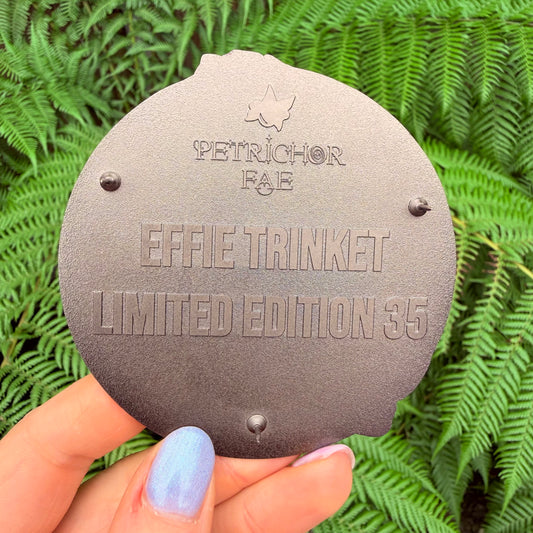 PETRICHOR
FAE
EFFIE TRINKET
LIMITED EDITION 35